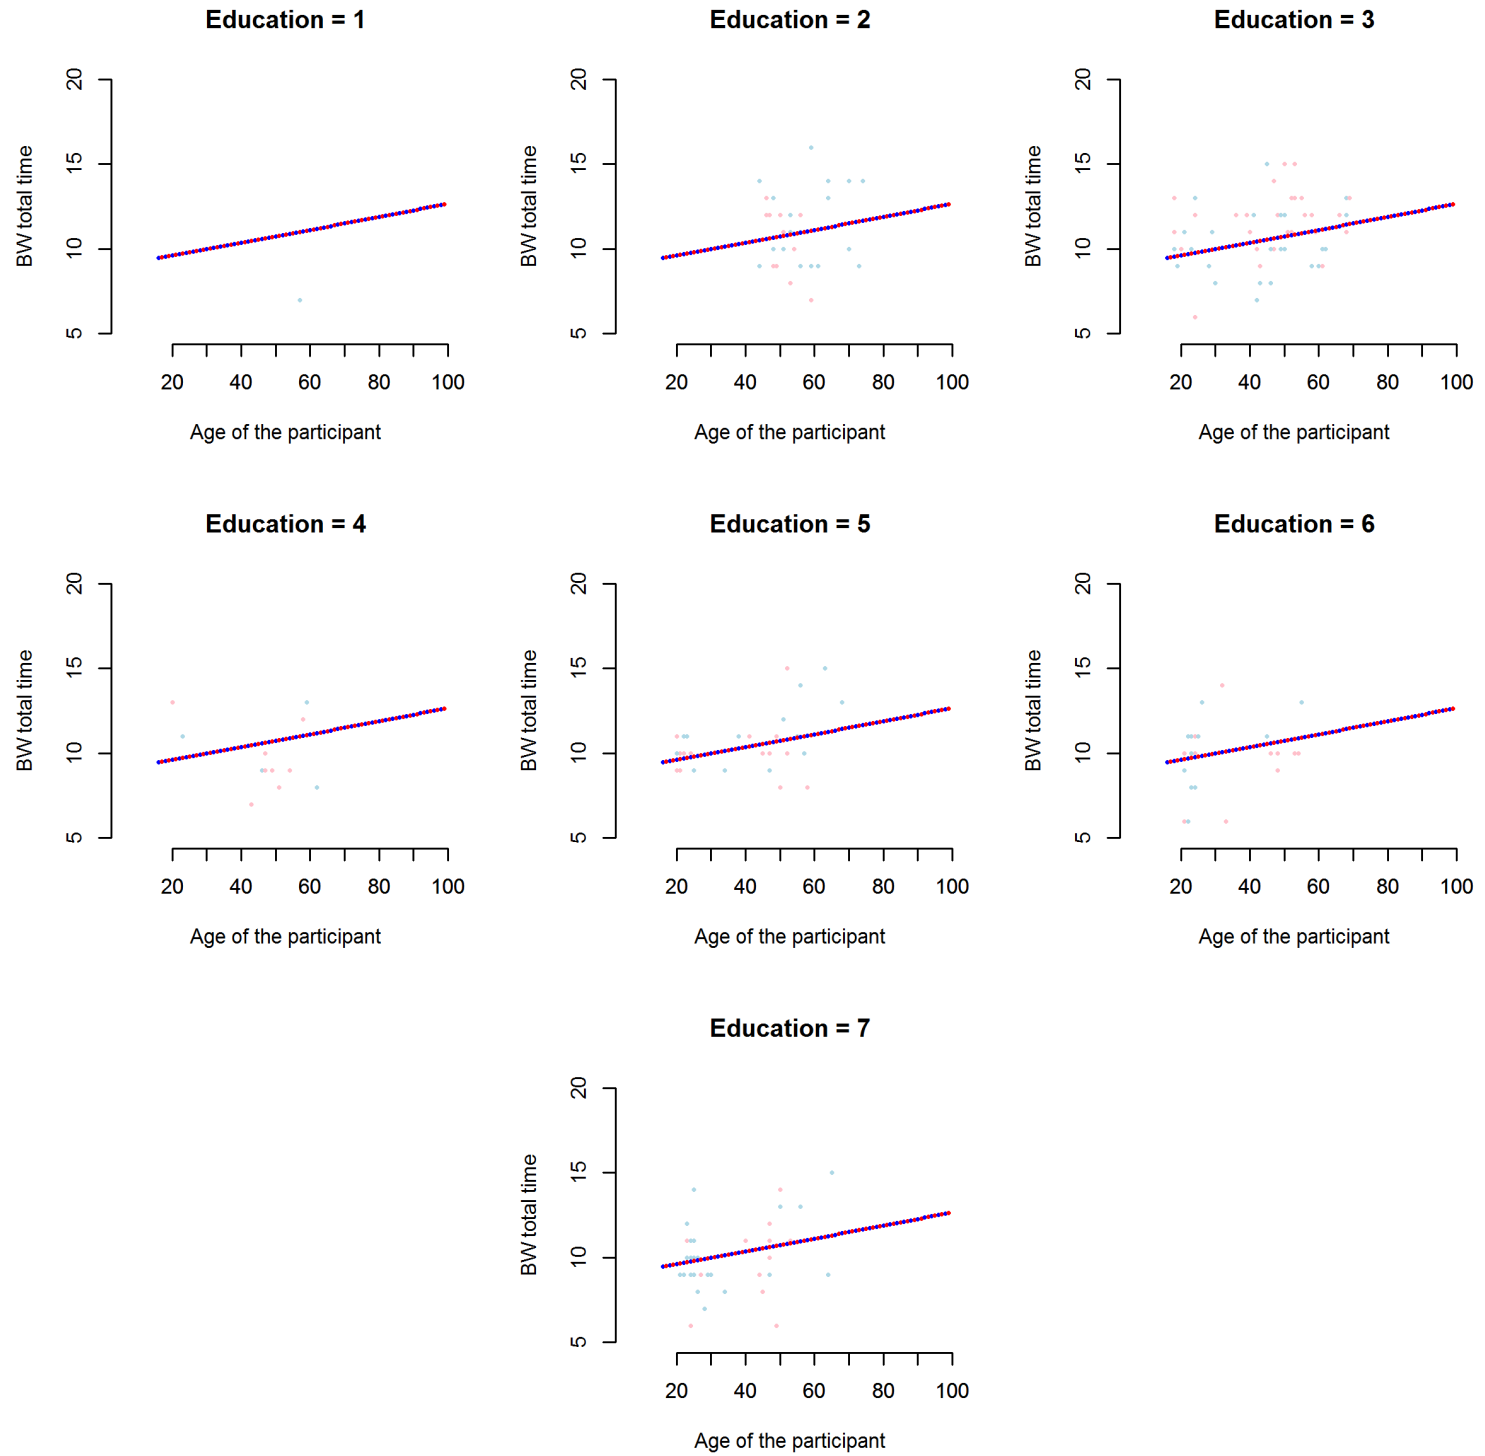 Education = 1
BW total time
20
15
10
5
20 40 60 80 100
Age of the participant
Education = 2
BW total time
20
15
10
5
20 40 60 80 100
Age of the participant
Education = 3
BW total time
20
15
10
5
20 40 60 80 100
Age of the participant
Education = 4
BW total time
20
15
10
5
20 40 60 80 100
Age of the participant
Education = 5
BW total time
20
15
10
5
20 40 60 80 100
Age of the participant
Education = 6
BW total time
20
15
10
5
20 40 60 80 100
Age of the participant
Education = 7
BW total time
20
15
10
5
20 40 60 80 100
Age of the participant